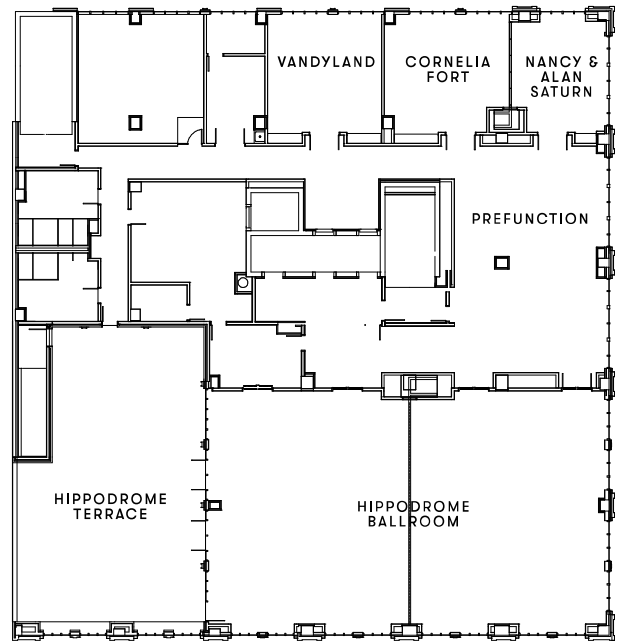 VANDYLAND
CORNELIA
FORT
NANCY &
ALAN
SATURN
PREFUNCTION
HIPPODROME
TERRACE
HIPPODROME
BALLROOM